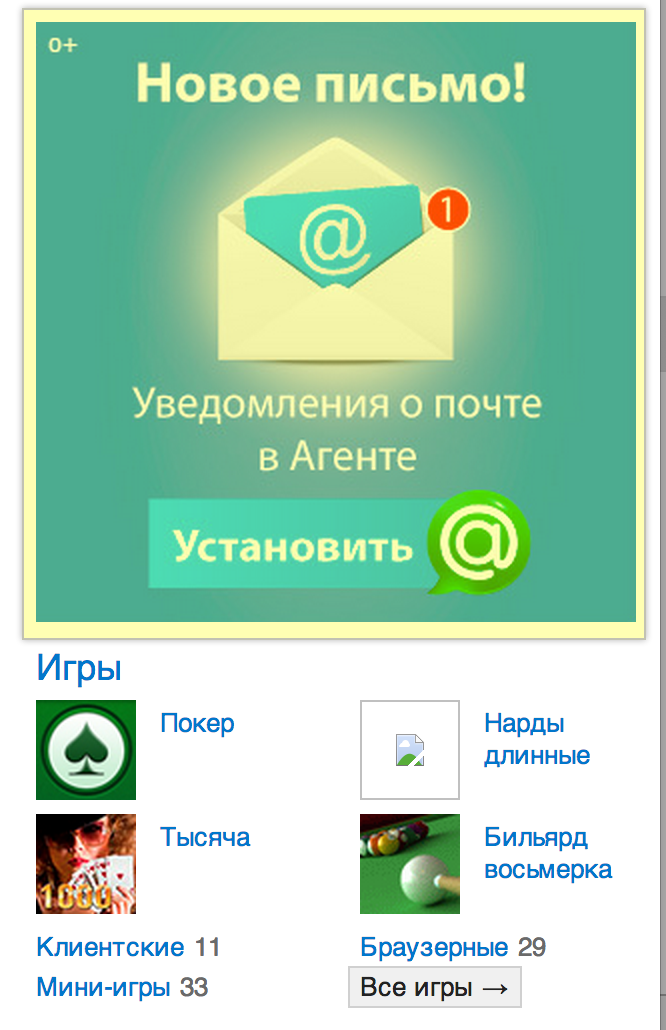 0+
Новое письмо!
@
1
Уведомления о почте
в Агенте
Установить @
Игры
Покер
Нарды
длинные
1000
Тысяча
Бильярд
восьмерка
Клиентские 11
Браузерные 29
Мини-игры 33
Все игры →